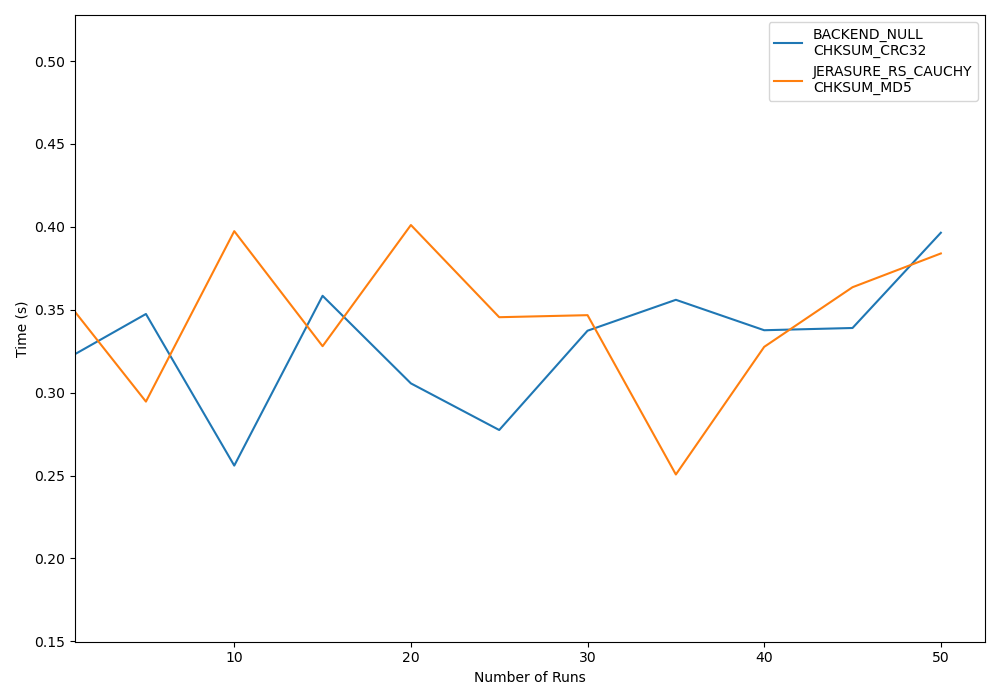 BACKEND_NULL
CHKSUM_CRC32
JERASURE_RS_CAUCHY
CHKSUM_MD5
0.50
0.45
0.40
0.35
0.30
0.25
0.20
0.15
Time (s)
10 20 30 40 50
Number of Runs